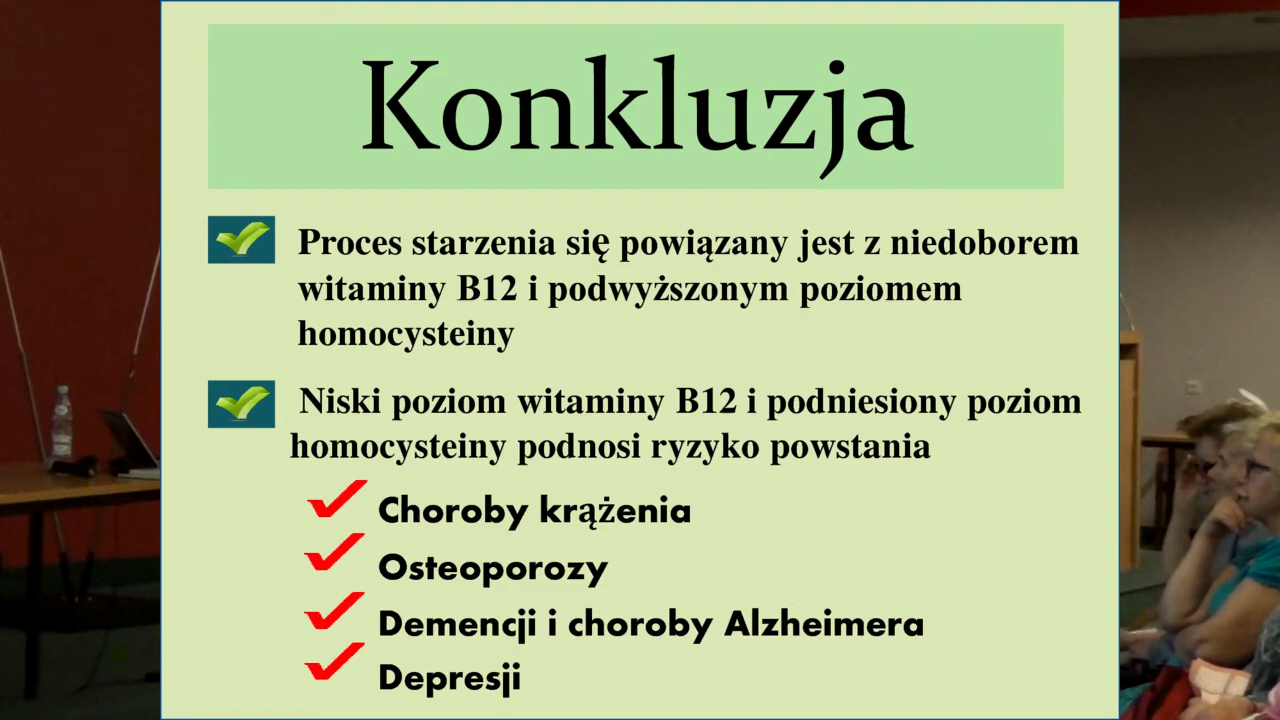 Konkluzja
Proces starzenia się powiązany jest z niedoborem
witaminy B12 i podwyższonym poziomem
homocysteiny
Niski poziom witaminy B12 i podniesiony poziom
homocysteiny podnosi ryzyko powstania
Choroby krążenia
Osteoporozy
Demencji i choroby Alzheimera
Depresji